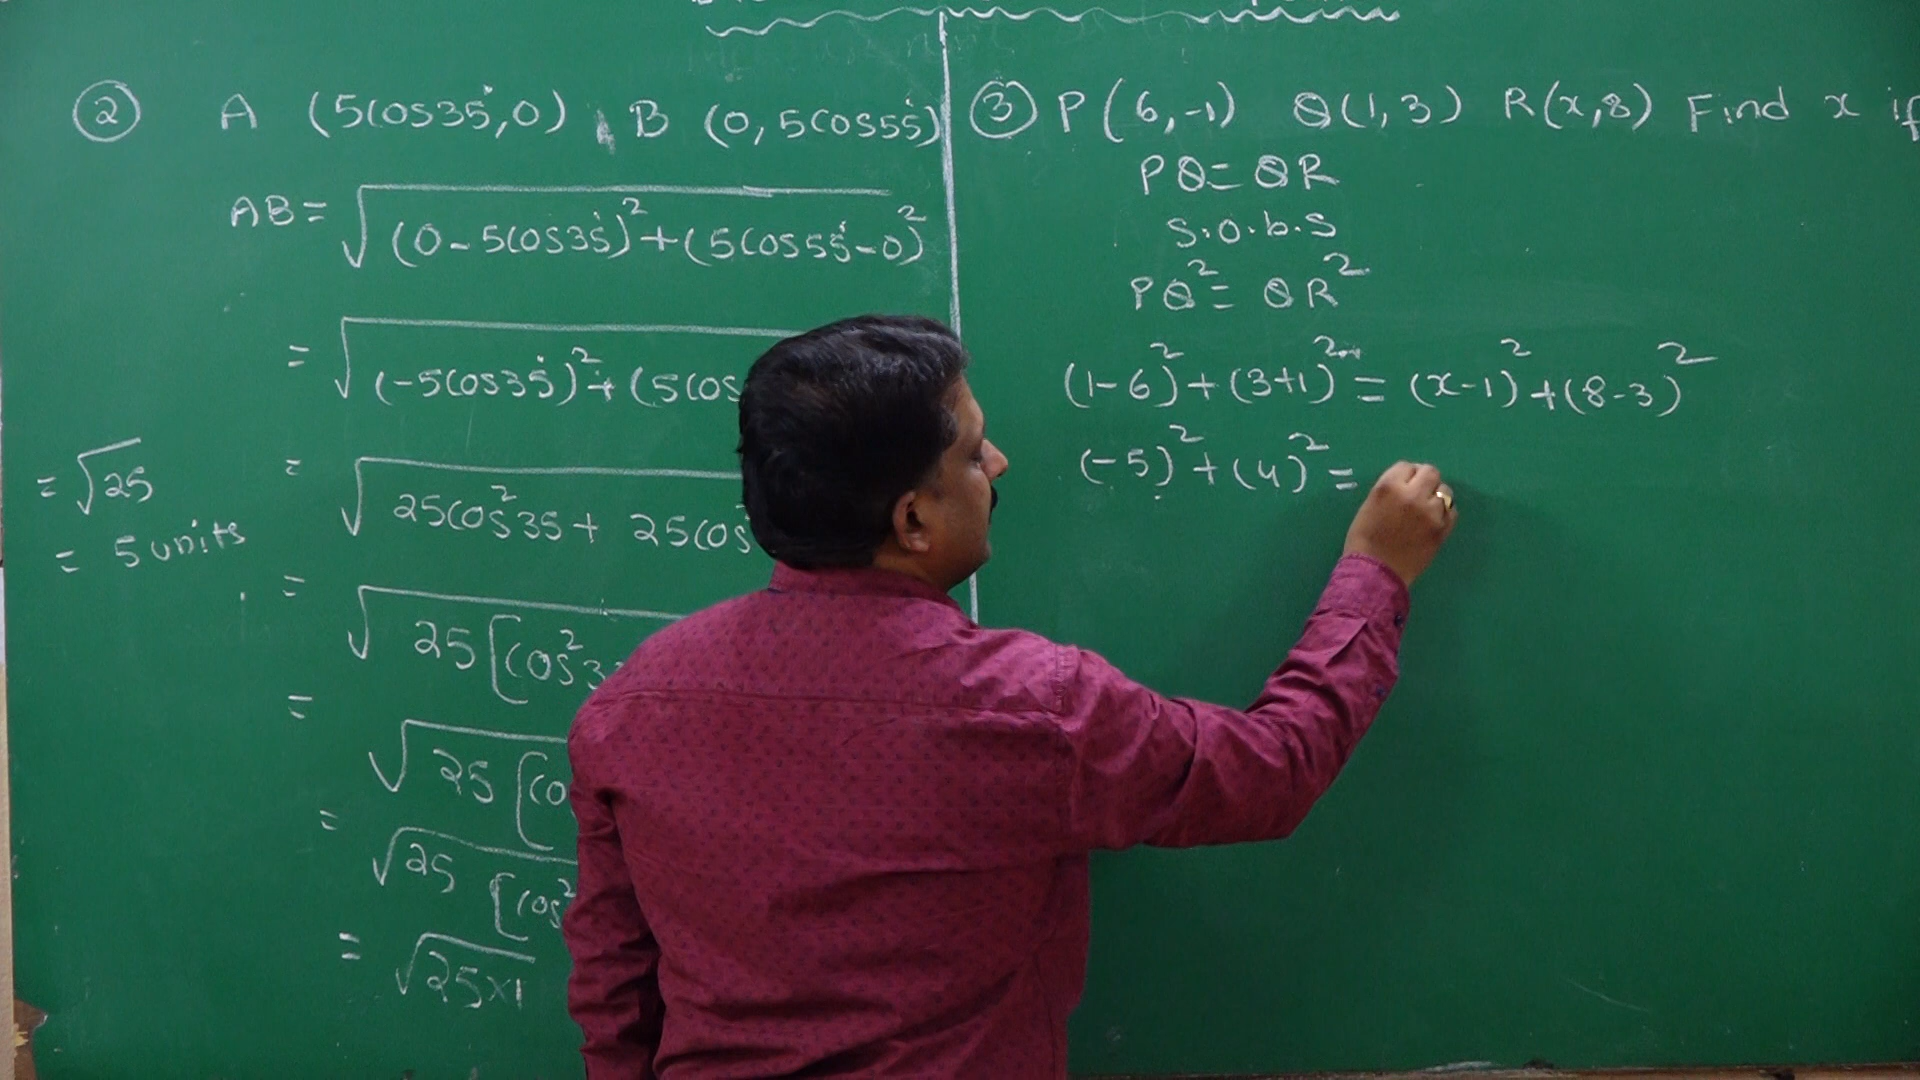 ② A (5cos35°,0), B (0, 5cos55°)
AB = √(0-5cos35°)²+(5cos55°-0)²
= √(-5cos35°)²+(5cos
= √25cos²35+ 25cos
= √25[cos²3
= √25[co
= √25 [cos²
= √25×1
= √25
= 5 units
③ P(6,-1) Q(1,3) R(x,8) Find x if
PQ = QR
S.o.b.s
PQ² = QR²
(1-6)²+(3+1)² = (x-1)²+(8-3)²
(-5)²+(4)² =